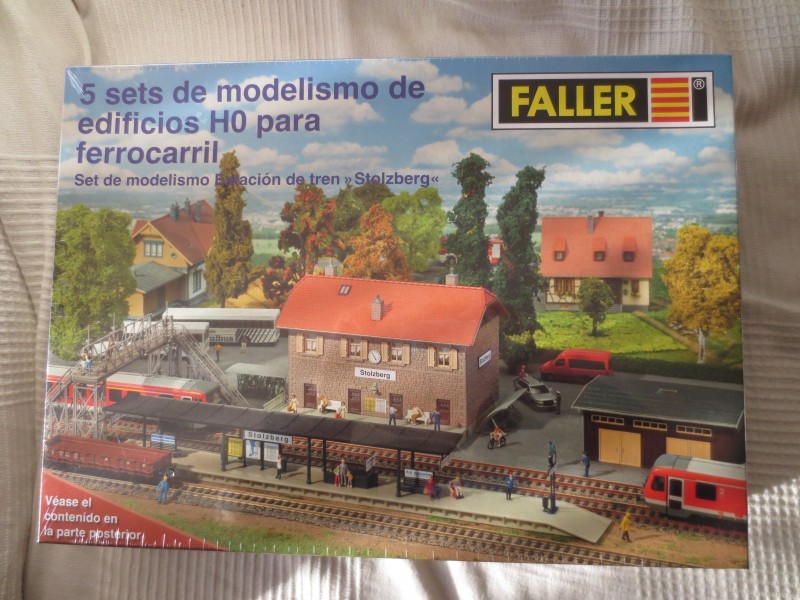 5 sets de modelismo de
edificios H0 para
ferrocarril
Set de modelismo Estación de tren »Stolzberg«
FALLER ®
Stolzberg
Stolzberg
Véase el
contenido en
la parte posterior